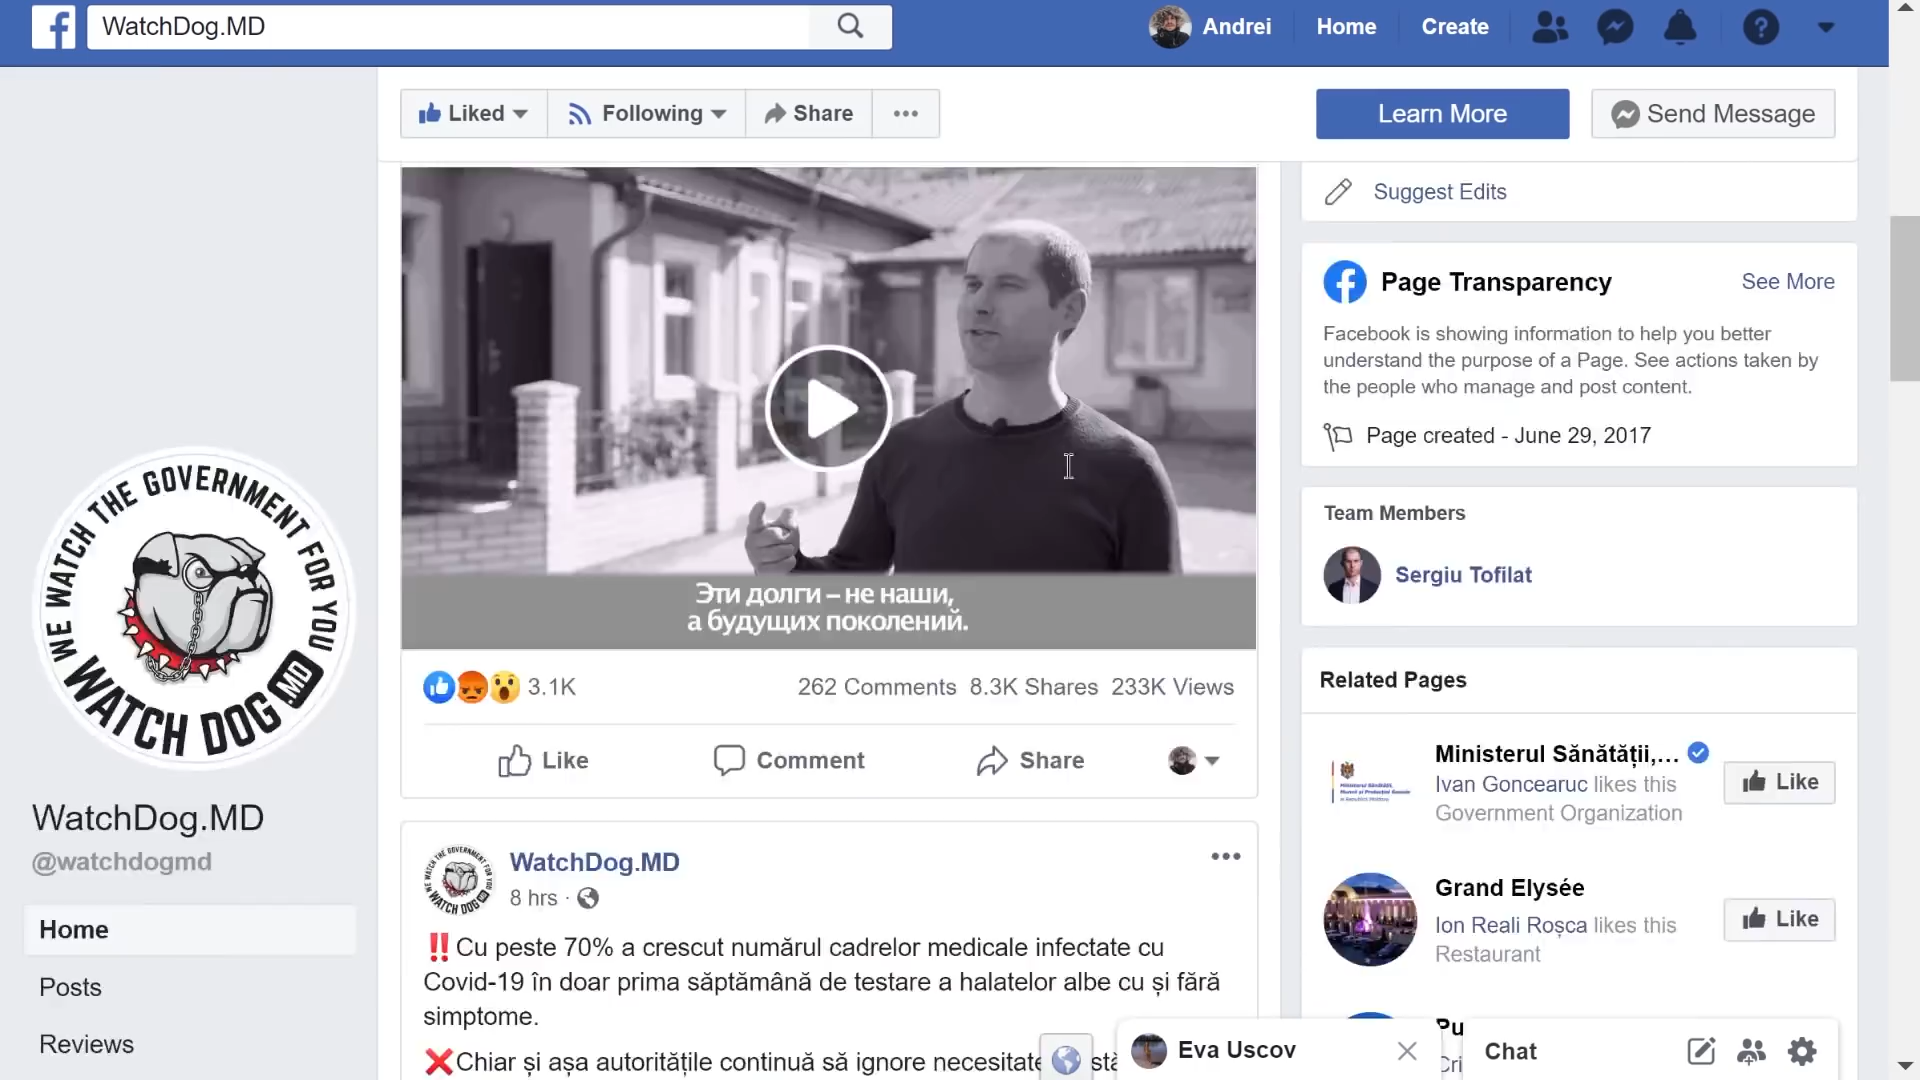 WatchDog.MD
Andrei
Home
Create
Liked
Following
Share
Learn More
Send Message
Эти долги – не наши,
а будущих поколений.
3.1K
262 Comments 8.3K Shares 233K Views
Like
Comment
Share
WatchDog.MD
8 hrs ·
‼Cu peste 70% a crescut numărul cadrelor medicale infectate cu
Covid-19 în doar prima săptămână de testare a halatelor albe cu și fără
simptome.
❌Chiar și așa autoritățile continuă să ignore
WE WATCH THE GOVERNMENT FOR YOU
WATCH DOG MD
WatchDog.MD
@watchdogmd
Home
Posts
Reviews
Suggest Edits
Page Transparency
See More
Facebook is showing information to help you better
understand the purpose of a Page. See actions taken by
the people who manage and post content.
Page created - June 29, 2017
Team Members
Sergiu Tofilat
Related Pages
Ministerul Sănătății,...
Ivan Goncearuc likes this
Government Organization
Like
Grand Elysée
Ion Reali Roșca likes this
Restaurant
Like
Eva Uscov
Chat